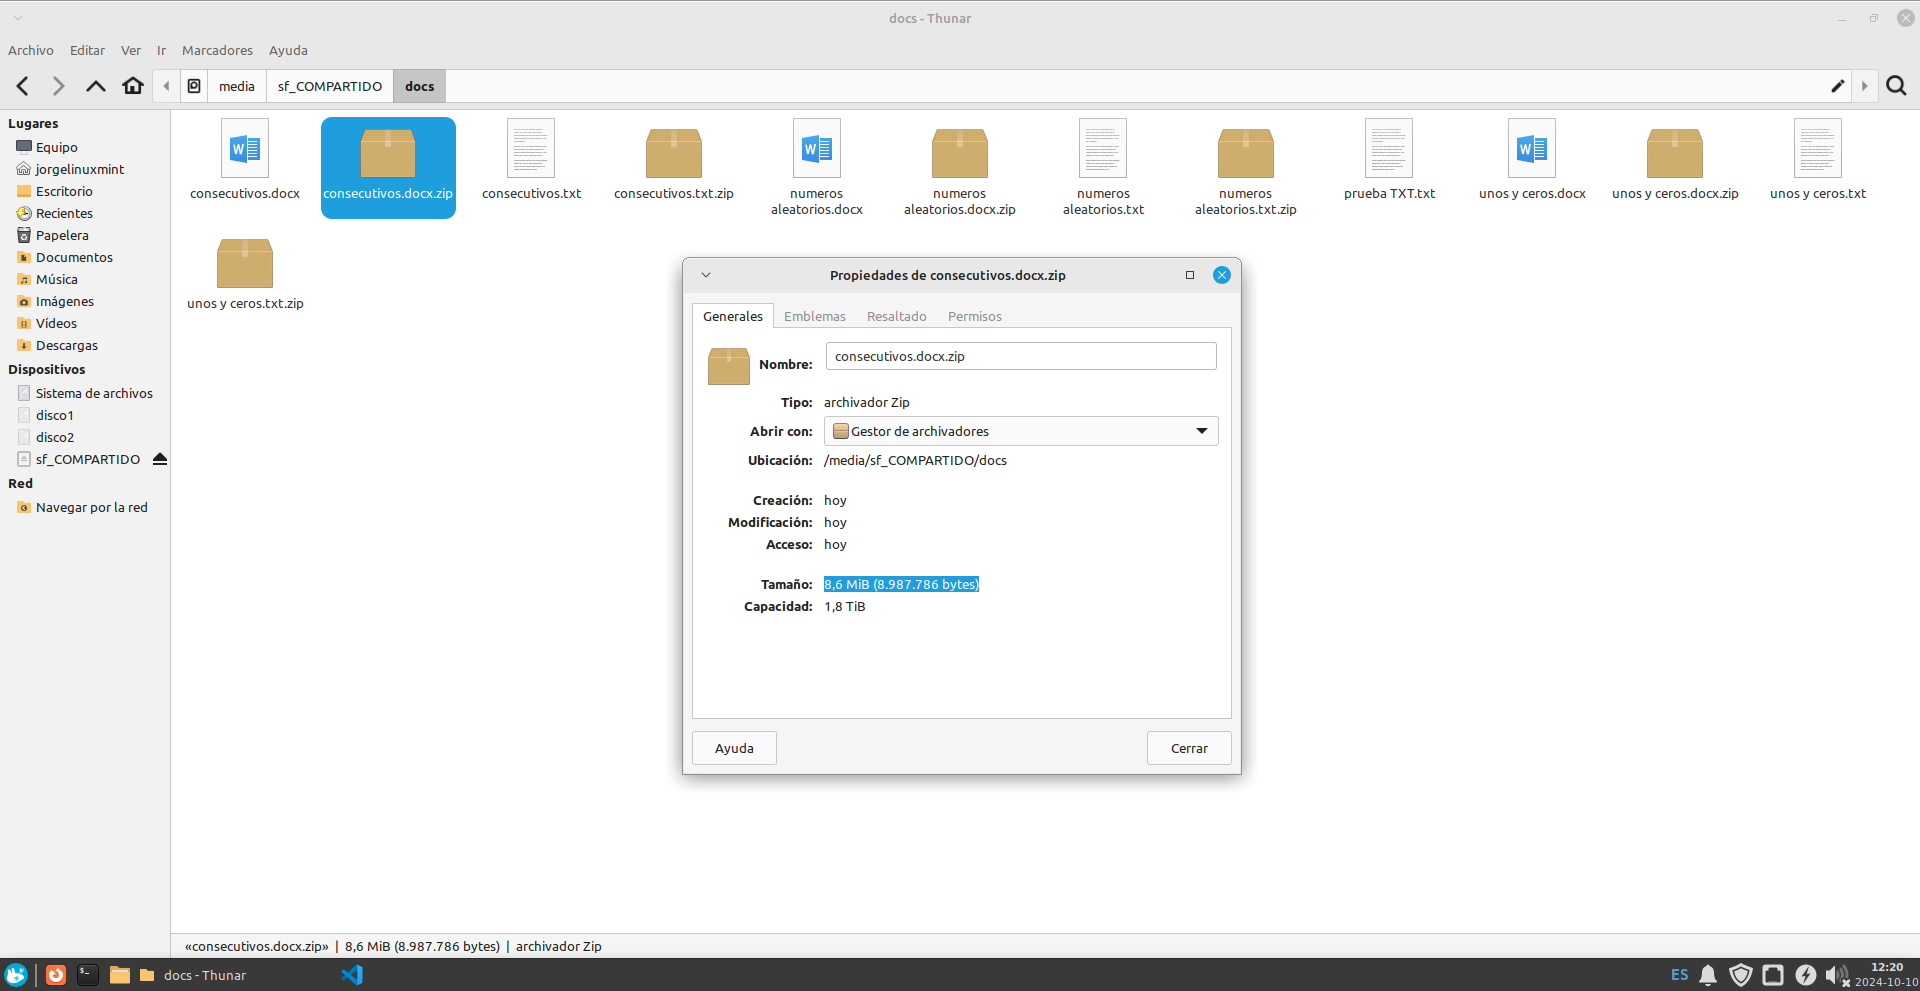 docs - Thunar
Archivo Editar Ver Ir Marcadores Ayuda
media sf_COMPARTIDO docs
Lugares
Equipo
jorgelinuxmint
Escritorio
Recientes
Papelera
Documentos
Música
Imágenes
Vídeos
Descargas
Dispositivos
Sistema de archivos
disco1
disco2
sf_COMPARTIDO
Red
Navegar por la red
consecutivos.docx
consecutivos.docx.zip
consecutivos.txt
consecutivos.txt.zip
numeros
aleatorios.docx
numeros
aleatorios.docx.zip
numeros
aleatorios.txt
numeros
aleatorios.txt.zip
prueba TXT.txt
unos y ceros.docx
unos y ceros.docx.zip
unos y ceros.txt
unos y ceros.txt.zip
Propiedades de consecutivos.docx.zip
Generales Emblemas Resaltado Permisos
Nombre: consecutivos.docx.zip
Tipo: archivador Zip
Abrir con: Gestor de archivadores
Ubicación: /media/sf_COMPARTIDO/docs
Creación: hoy
Modificación: hoy
Acceso: hoy
Tamaño: 8,6 MiB (8.987.786 bytes)
Capacidad: 1,8 TiB
Ayuda Cerrar
«consecutivos.docx.zip» | 8,6 MiB (8.987.786 bytes) | archivador Zip
docs - Thunar
ES
12:20
2024-10-10